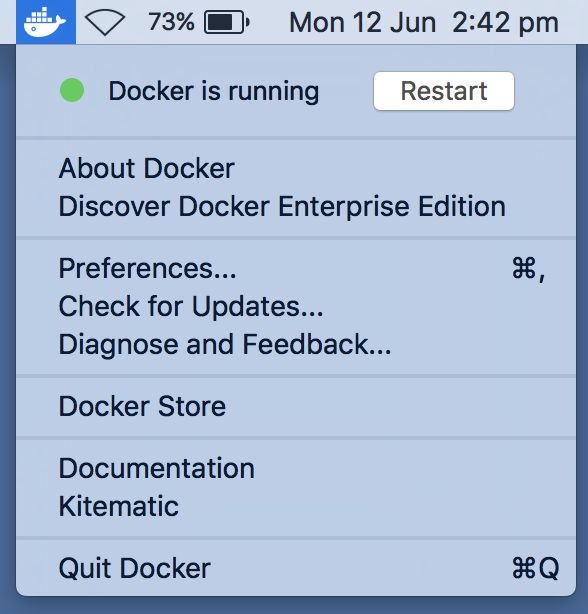 73% Mon 12 Jun 2:42 pm
Docker is running Restart
About Docker
Discover Docker Enterprise Edition
Preferences... ⌘,
Check for Updates...
Diagnose and Feedback...
Docker Store
Documentation
Kitematic
Quit Docker ⌘Q